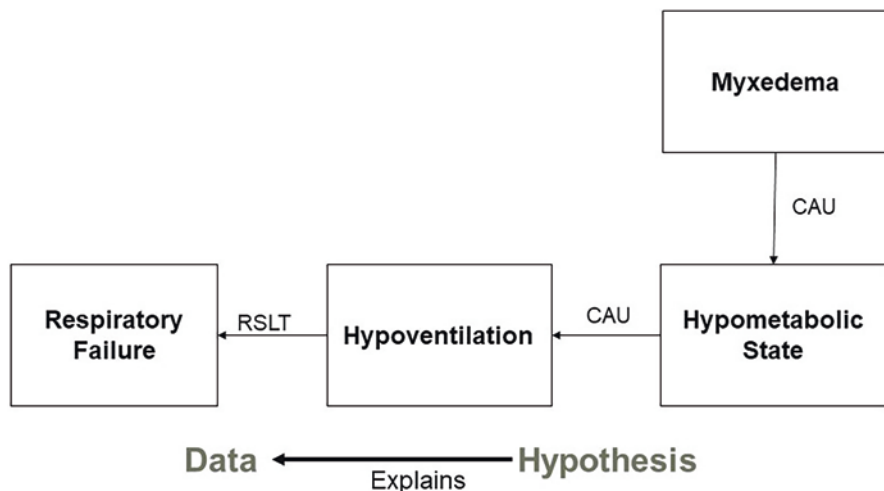 Myxedema
CAU
Respiratory
Failure
RSLT
Hypoventilation
CAU
Hypometabolic
State
Data
Explains
Hypothesis